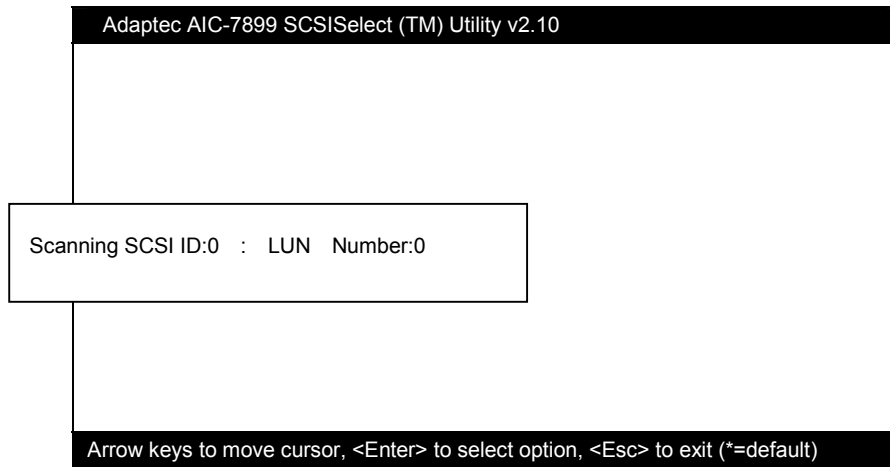 Adaptec AIC-7899 SCSISelect (TM) Utility v2.10
Scanning SCSI ID:0 : LUN Number:0
Arrow keys to move cursor, <Enter> to select option, <Esc> to exit (*=default)